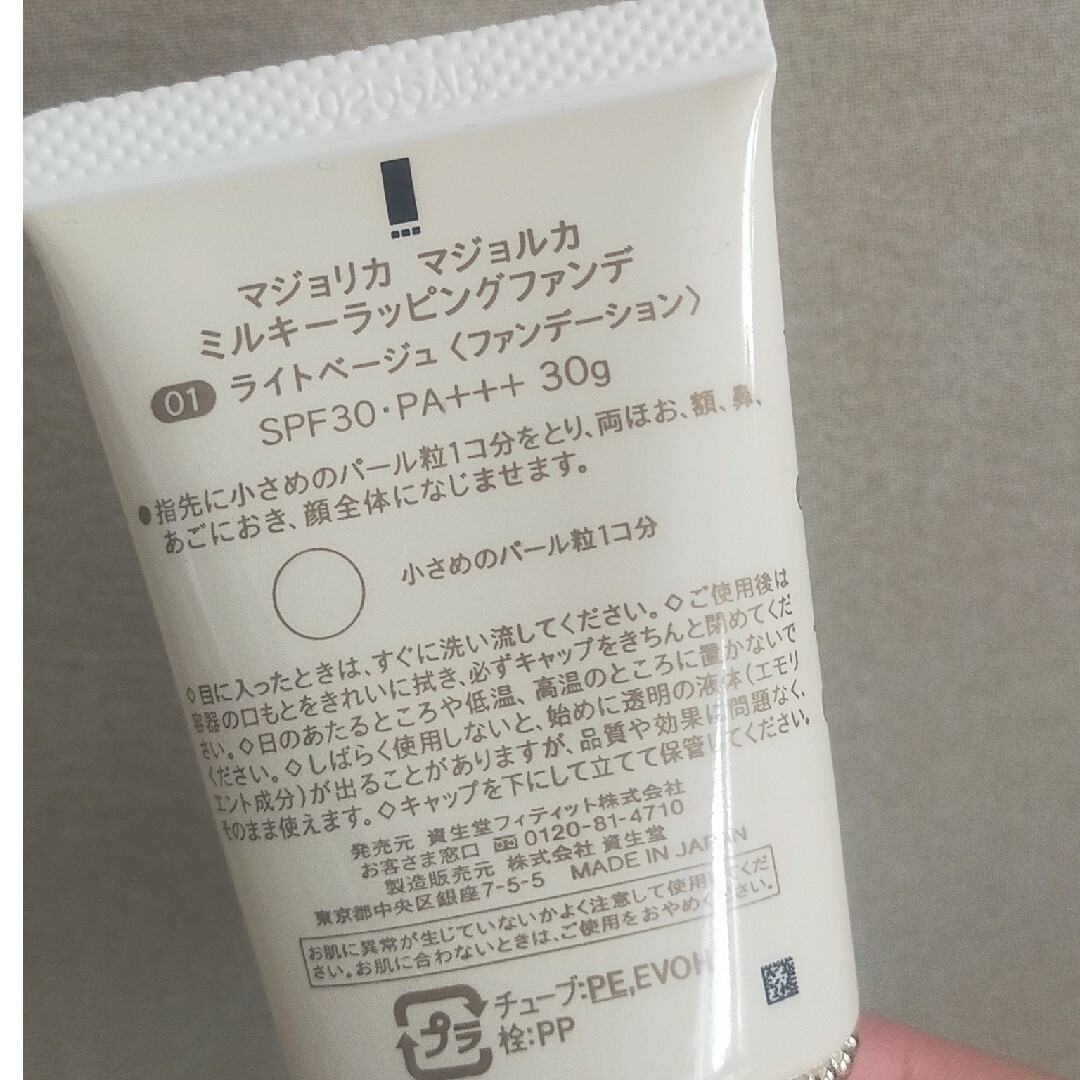 マジョリカ マジョルカ
ミルキーラッピングファンデ
01 ライトベージュ〈ファンデーション〉
SPF30・PA+++ 30g
●指先に小さめのパール粒1コ分をとり、両ほお、額、鼻、
あごにおき、顔全体になじませます。
小さめのパール粒1コ分
◇目に入ったときは、すぐに洗い流してください。◇ご使用後は
容器の口もとをきれいに拭き、必ずキャップをきちんと閉めてくだ
さい。◇日のあたるところや低温、高温のところに置かないで
ください。◇しばらく使用しないと、始めに透明の液体(エモリ
エント成分)が出ることがありますが、品質や効果に問題なく、
そのまま使えます。◇キャップを下にして立てて保管してください。
発売元 資生堂フィティット株式会社
お客さま窓口 0120-81-4710
製造販売元 株式会社 資生堂
東京都中央区銀座7-5-5 MADE IN JAPAN
お肌に異常が生じていないかよく注意して使用してくだ
さい。お肌に合わないときは、ご使用をおやめください。
プラ
チューブ:PE,EVOH
栓:PP